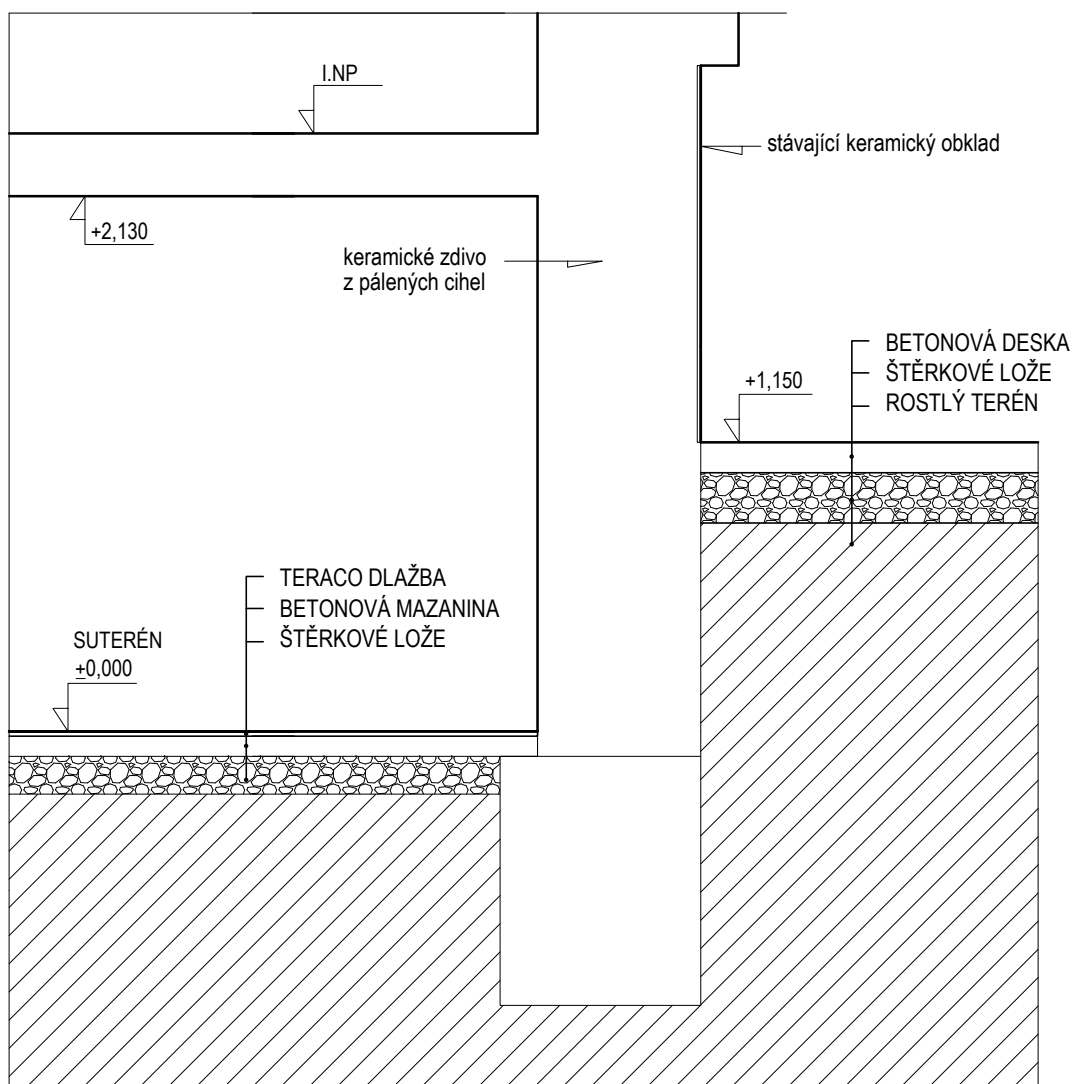 I.NP
stávající keramický obklad
+2,130
keramické zdivo
z pálených cihel
BETONOVÁ DESKA
ŠTĚRKOVÉ LOŽE
ROSTLÝ TERÉN
+1,150
TERACO DLAŽBA
BETONOVÁ MAZANINA
ŠTĚRKOVÉ LOŽE
SUTERÉN
±0,000